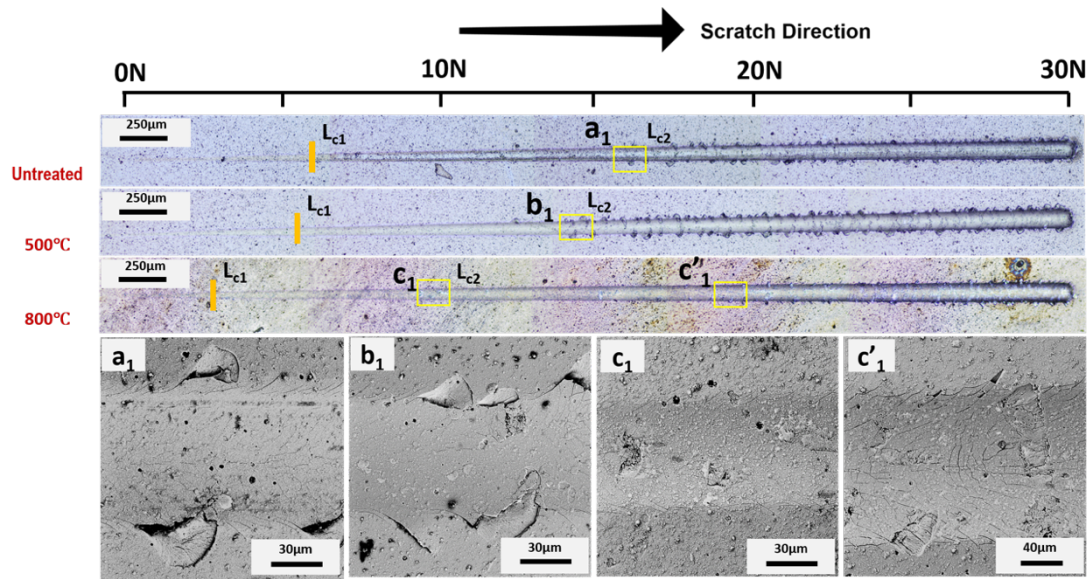 Scratch Direction
0N 10N 20N 30N
250μm
Lc1 a1 Lc2
Untreated
250μm
Lc1 b1 Lc2
500℃
250μm
Lc1 c1 Lc2 c'1
800℃
a1 b1 c1 c'1
30μm 30μm 30μm 40μm